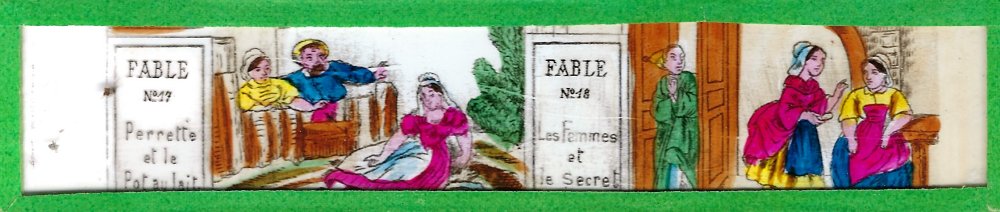 FABLE
No17
Perrette
et le
Pot au lait
FABLE
No18
Les Femmes
et
le Secret